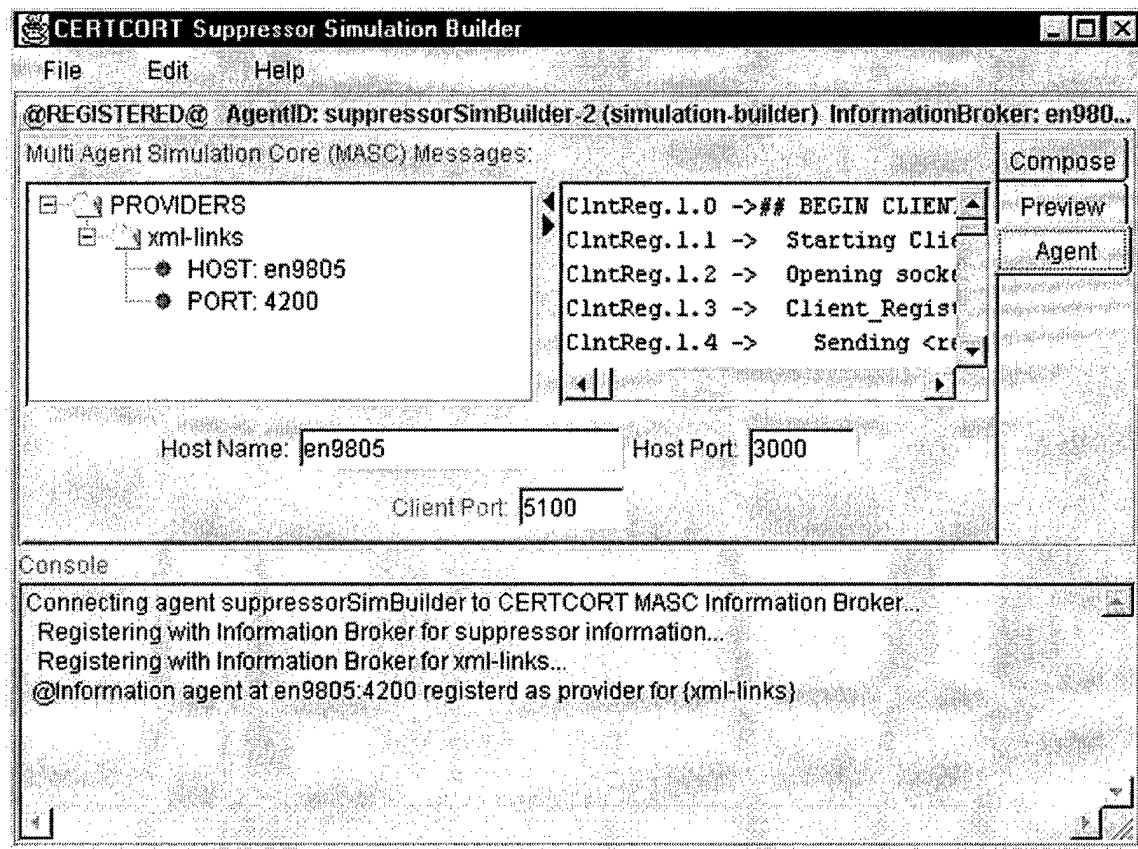 CERTCORT Suppressor Simulation Builder
File Edit Help
@REGISTERED@ AgentID: suppressorSimBuilder-2 (simulation-builder) InformationBroker: en980...
Multi Agent Simulation Core (MASC) Messages:
Compose
Preview
Agent
PROVIDERS
xml-links
HOST: en9805
PORT: 4200
ClntReg.1.0 ->## BEGIN CLIENT
ClntReg.1.1 -> Starting Clie
ClntReg.1.2 -> Opening socke
ClntReg.1.3 -> Client_Regist
ClntReg.1.4 -> Sending <re
Host Name: en9805 Host Port: 3000
Client Port: 5100
Console
Connecting agent suppressorSimBuilder to CERTCORT MASC Information Broker...
Registering with Information Broker for suppressor information...
Registering with Information Broker for xml-links...
@Information agent at en9805:4200 registerd as provider for {xml-links}